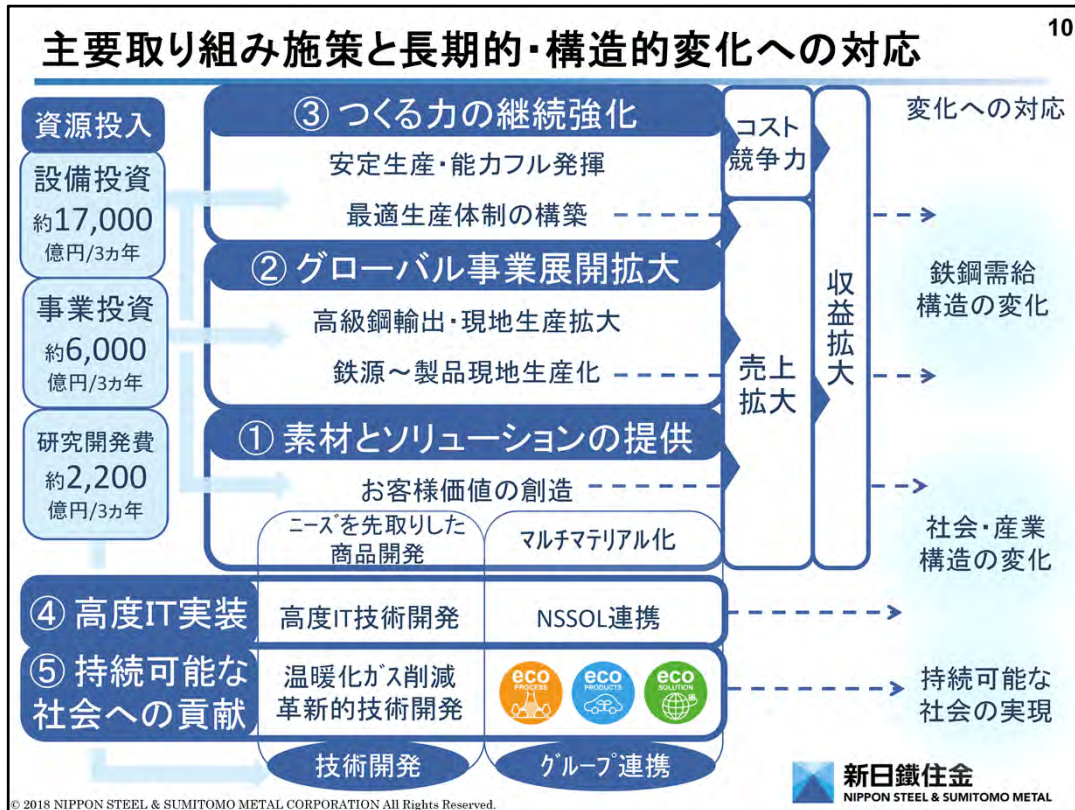 主要取り組み施策と長期的・構造的変化への対応
10
資源投入
設備投資
約17,000
億円/3ヵ年
事業投資
約6,000
億円/3ヵ年
研究開発費
約2,200
億円/3ヵ年
③ つくる力の継続強化
安定生産・能力フル発揮
最適生産体制の構築
② グローバル事業展開拡大
高級鋼輸出・現地生産拡大
鉄源～製品現地生産化
① 素材とソリューションの提供
お客様価値の創造
ニーズを先取りした
商品開発
マルチマテリアル化
コスト
競争力
売上
拡大
収益拡大
変化への対応
鉄鋼需給
構造の変化
社会・産業
構造の変化
④ 高度IT実装
高度IT技術開発
NSSOL連携
⑤ 持続可能な
社会への貢献
温暖化ガス削減
革新的技術開発
eco
PROCESS
eco
PRODUCTS
eco
SOLUTION
持続可能な
社会の実現
技術開発
グループ連携
新日鐵住金
NIPPON STEEL & SUMITOMO METAL
© 2018 NIPPON STEEL & SUMITOMO METAL CORPORATION All Rights Reserved.